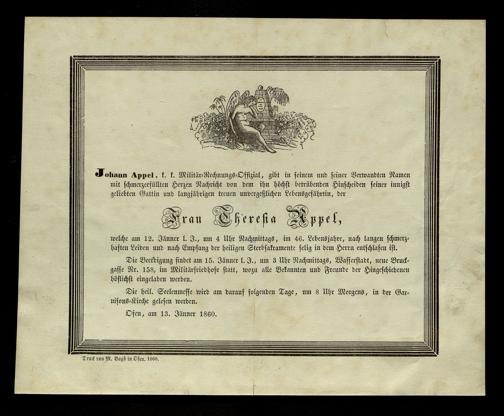 Johann Appel, k. k. Militär-Rechnungs-Offizial, gibt in seinem und seiner Verwandten Namen
mit schmerzerfüllten Herzen Nachricht von dem ihn höchst betrübenden Hinscheiden seiner innigst
geliebten Gattin und langjährigen treuen unvergeßlichen Lebensgefährtin, der
Frau Theresia Appel,
welche am 12. Jänner l. J., um 4 Uhr Nachmittags, im 46. Lebensjahre, nach langen schmerz-
haften Leiden und nach Empfang der heiligen Sterbsakramente selig in dem Herrn entschlafen ist.
Die Beerdigung findet am 15. Jänner l. J., um 3 Uhr Nachmittags, Wasserstadt, neue Bruck-
gasse Nr. 158, im Militärfriedhofe statt, wozu alle Bekannten und Freunde der Hingeschiedenen
höflichst eingeladen werden.
Die heil. Seelenmesse wird am darauf folgenden Tage, um 8 Uhr Morgens, in der Gar-
nisons-Kirche gelesen werden.
Ofen, am 13. Jänner 1860.
Druck von M. Bagó in Ofen. 1860.